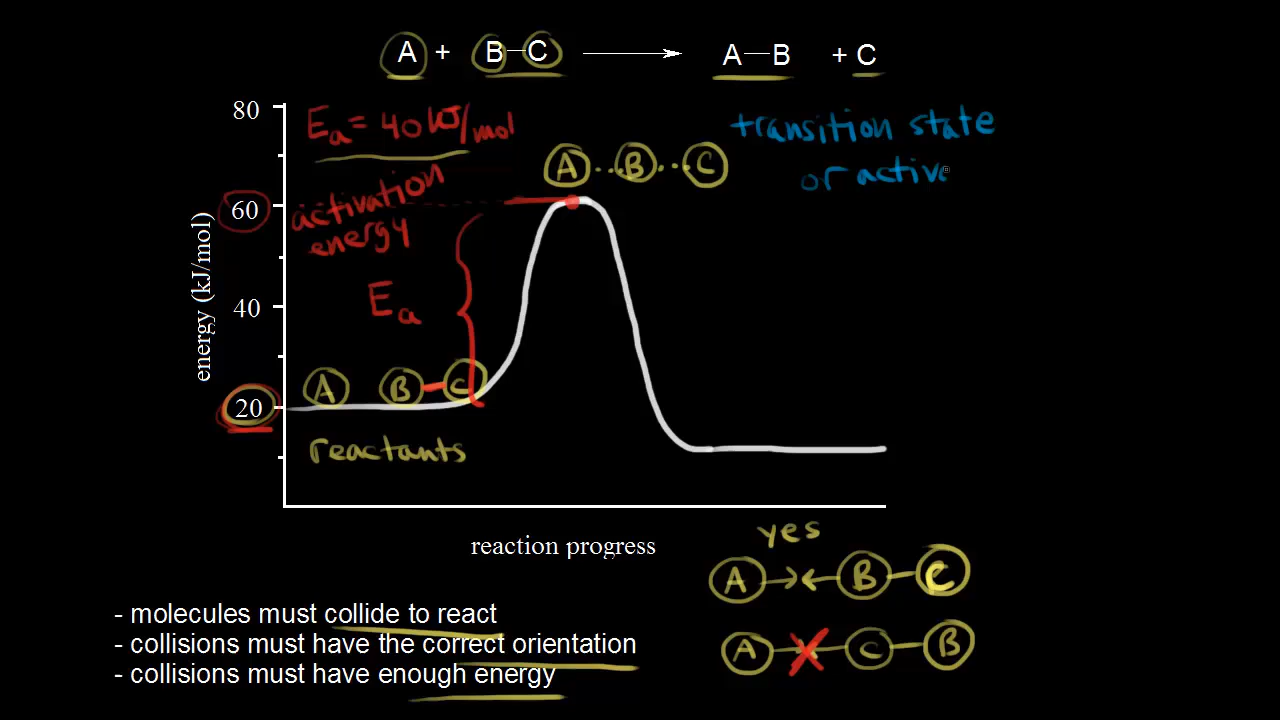 A + B—C → A—B + C
80
Ea = 40 kJ/mol
transition state
A ... B ... C
or active
60
activation
energy
energy (kJ/mol)
Ea
40
A B-C
20
reactants
reaction progress
yes
A → ← B-C
- molecules must collide to react
- collisions must have the correct orientation
A C-B
- collisions must have enough energy